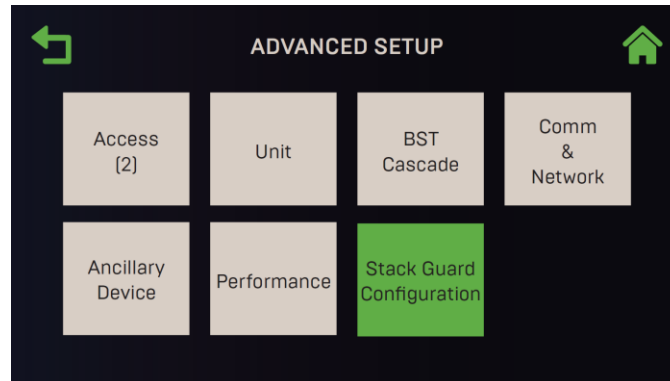 ADVANCED SETUP
Access
(2)
Unit
BST
Cascade
Comm
&
Network
Ancillary
Device
Performance
Stack Guard
Configuration